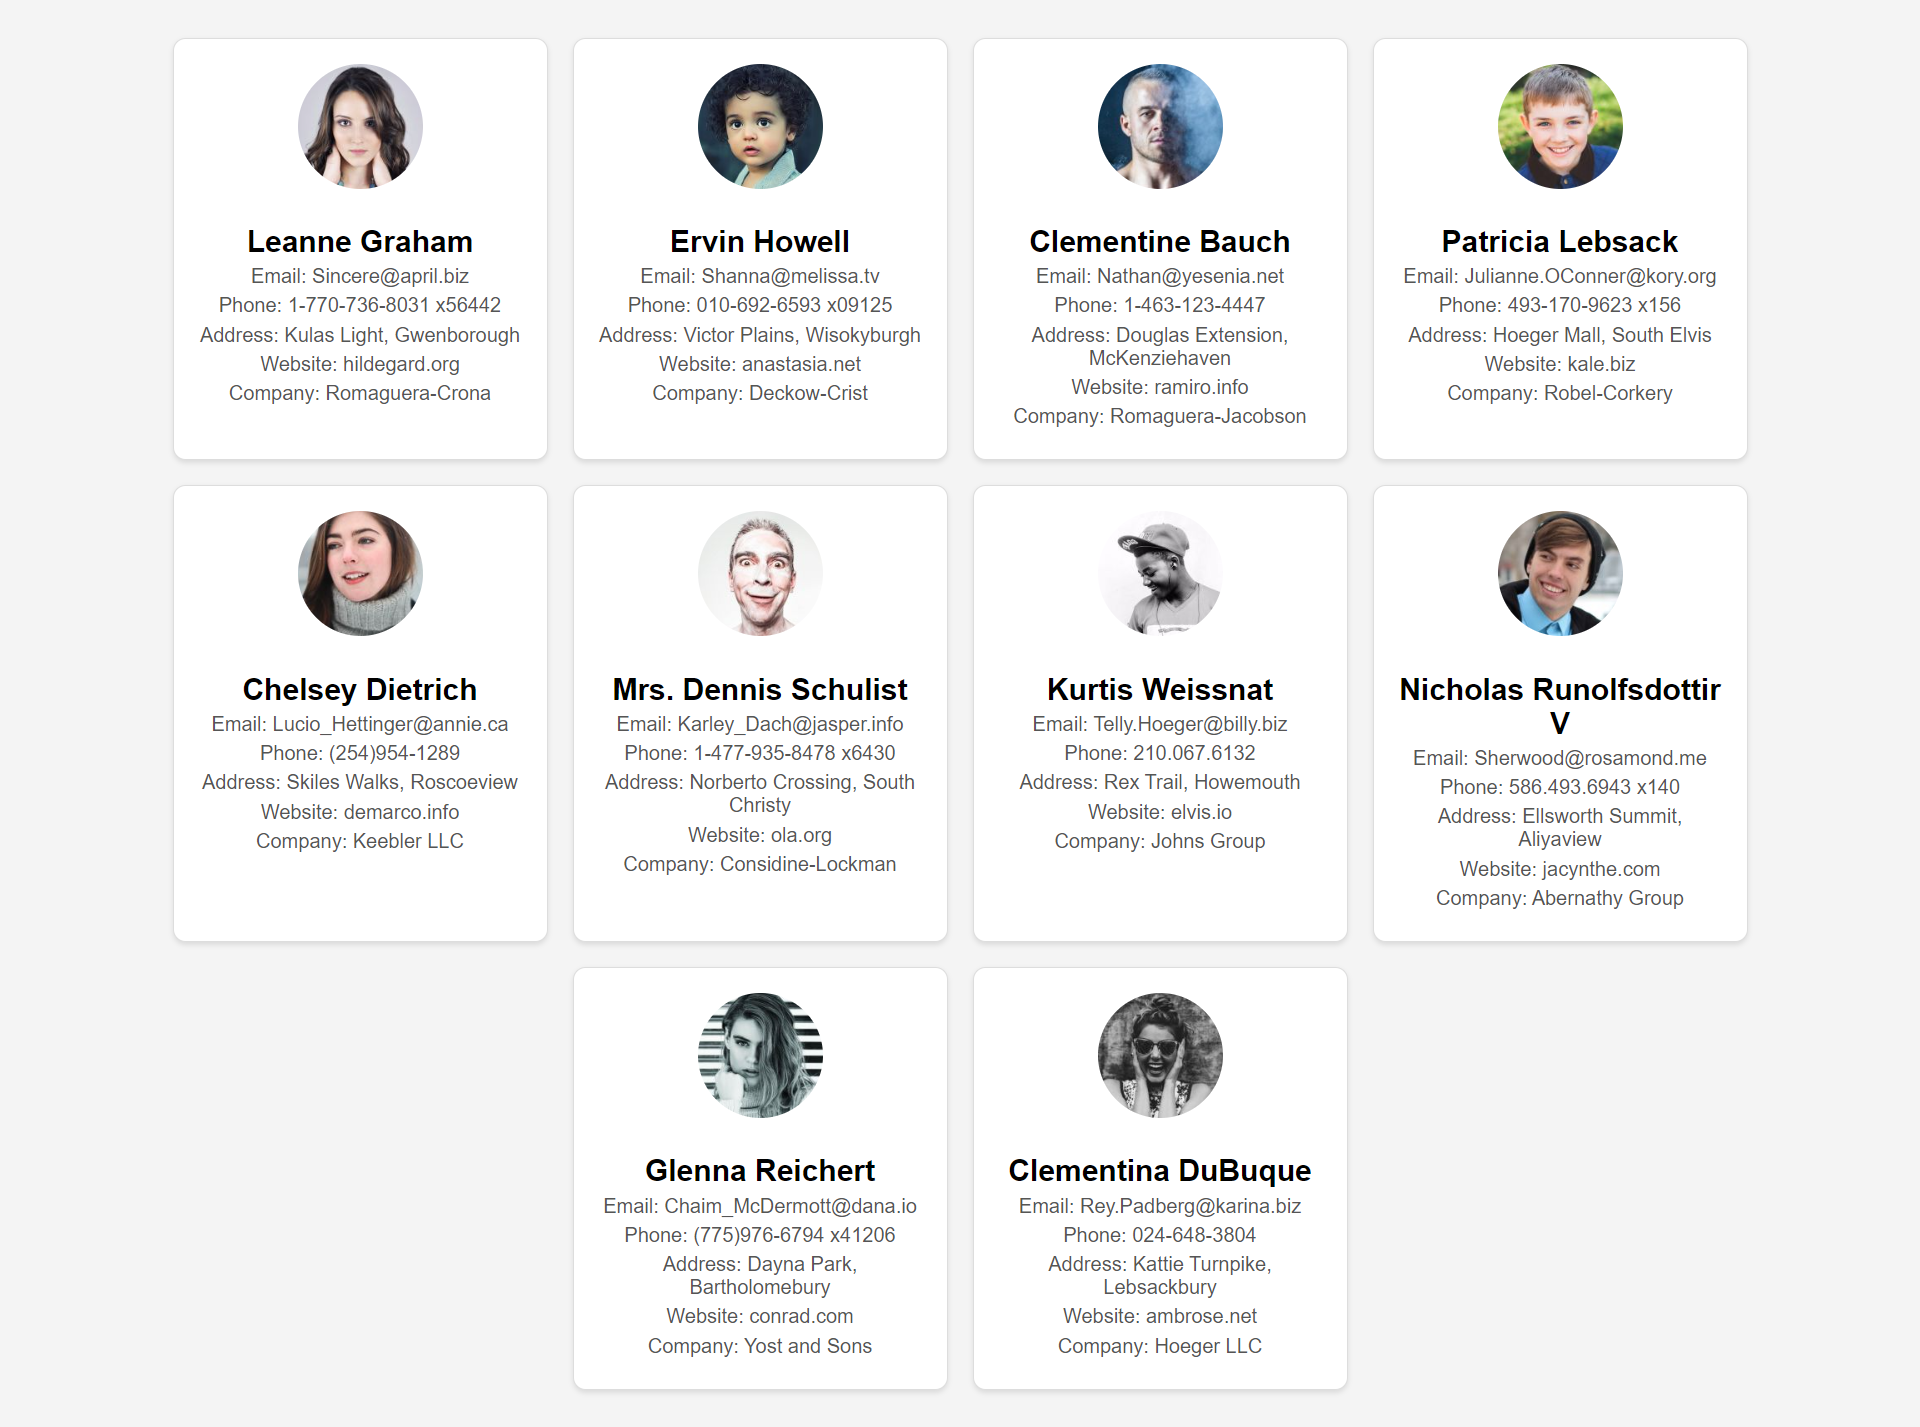 Leanne Graham
Email: Sincere@april.biz
Phone: 1-770-736-8031 x56442
Address: Kulas Light, Gwenborough
Website: hildegard.org
Company: Romaguera-Crona
Ervin Howell
Email: Shanna@melissa.tv
Phone: 010-692-6593 x09125
Address: Victor Plains, Wisokyburgh
Website: anastasia.net
Company: Deckow-Crist
Clementine Bauch
Email: Nathan@yesenia.net
Phone: 1-463-123-4447
Address: Douglas Extension,
McKenziehaven
Website: ramiro.info
Company: Romaguera-Jacobson
Patricia Lebsack
Email: Julianne.OConner@kory.org
Phone: 493-170-9623 x156
Address: Hoeger Mall, South Elvis
Website: kale.biz
Company: Robel-Corkery
Chelsey Dietrich
Email: Lucio_Hettinger@annie.ca
Phone: (254)954-1289
Address: Skiles Walks, Roscoeview
Website: demarco.info
Company: Keebler LLC
Mrs. Dennis Schulist
Email: Karley_Dach@jasper.info
Phone: 1-477-935-8478 x6430
Address: Norberto Crossing, South
Christy
Website: ola.org
Company: Considine-Lockman
Kurtis Weissnat
Email: Telly.Hoeger@billy.biz
Phone: 210.067.6132
Address: Rex Trail, Howemouth
Website: elvis.io
Company: Johns Group
Nicholas Runolfsdottir
V
Email: Sherwood@rosamond.me
Phone: 586.493.6943 x140
Address: Ellsworth Summit,
Aliyaview
Website: jacynthe.com
Company: Abernathy Group
Glenna Reichert
Email: Chaim_McDermott@dana.io
Phone: (775)976-6794 x41206
Address: Dayna Park,
Bartholomebury
Website: conrad.com
Company: Yost and Sons
Clementina DuBuque
Email: Rey.Padberg@karina.biz
Phone: 024-648-3804
Address: Kattie Turnpike,
Lebsackbury
Website: ambrose.net
Company: Hoeger LLC